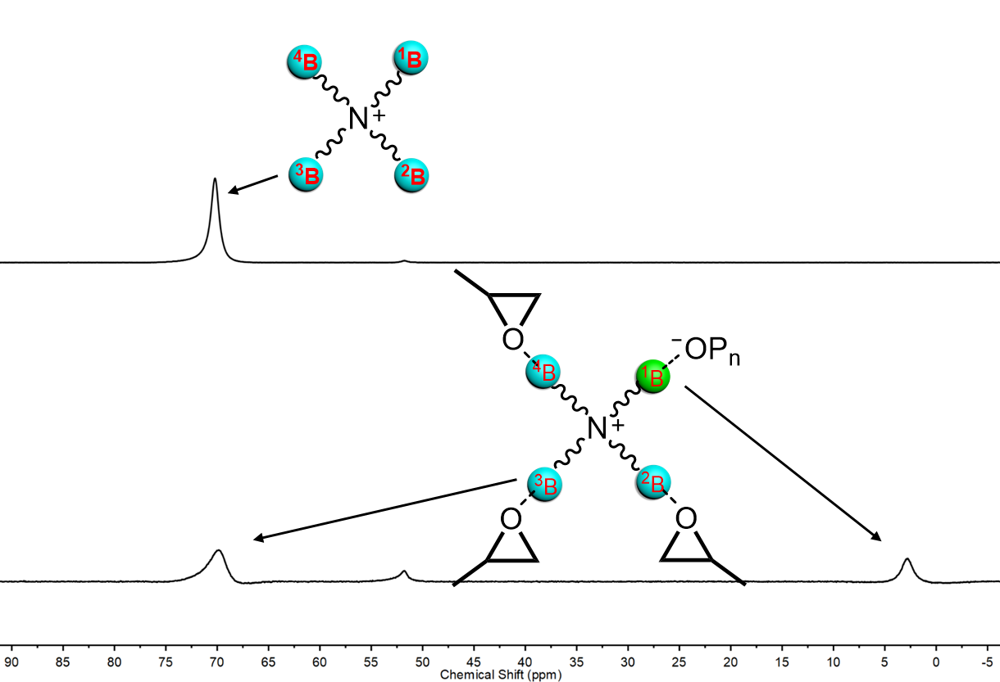 ⁴B ¹B
N⁺
³B ²B
O
⁻OPₙ
⁴B ¹B
N⁺
³B ²B
O O
90 85 80 75 70 65 60 55 50 45 40 35 30 25 20 15 10 5 0 -5
Chemical Shift (ppm)